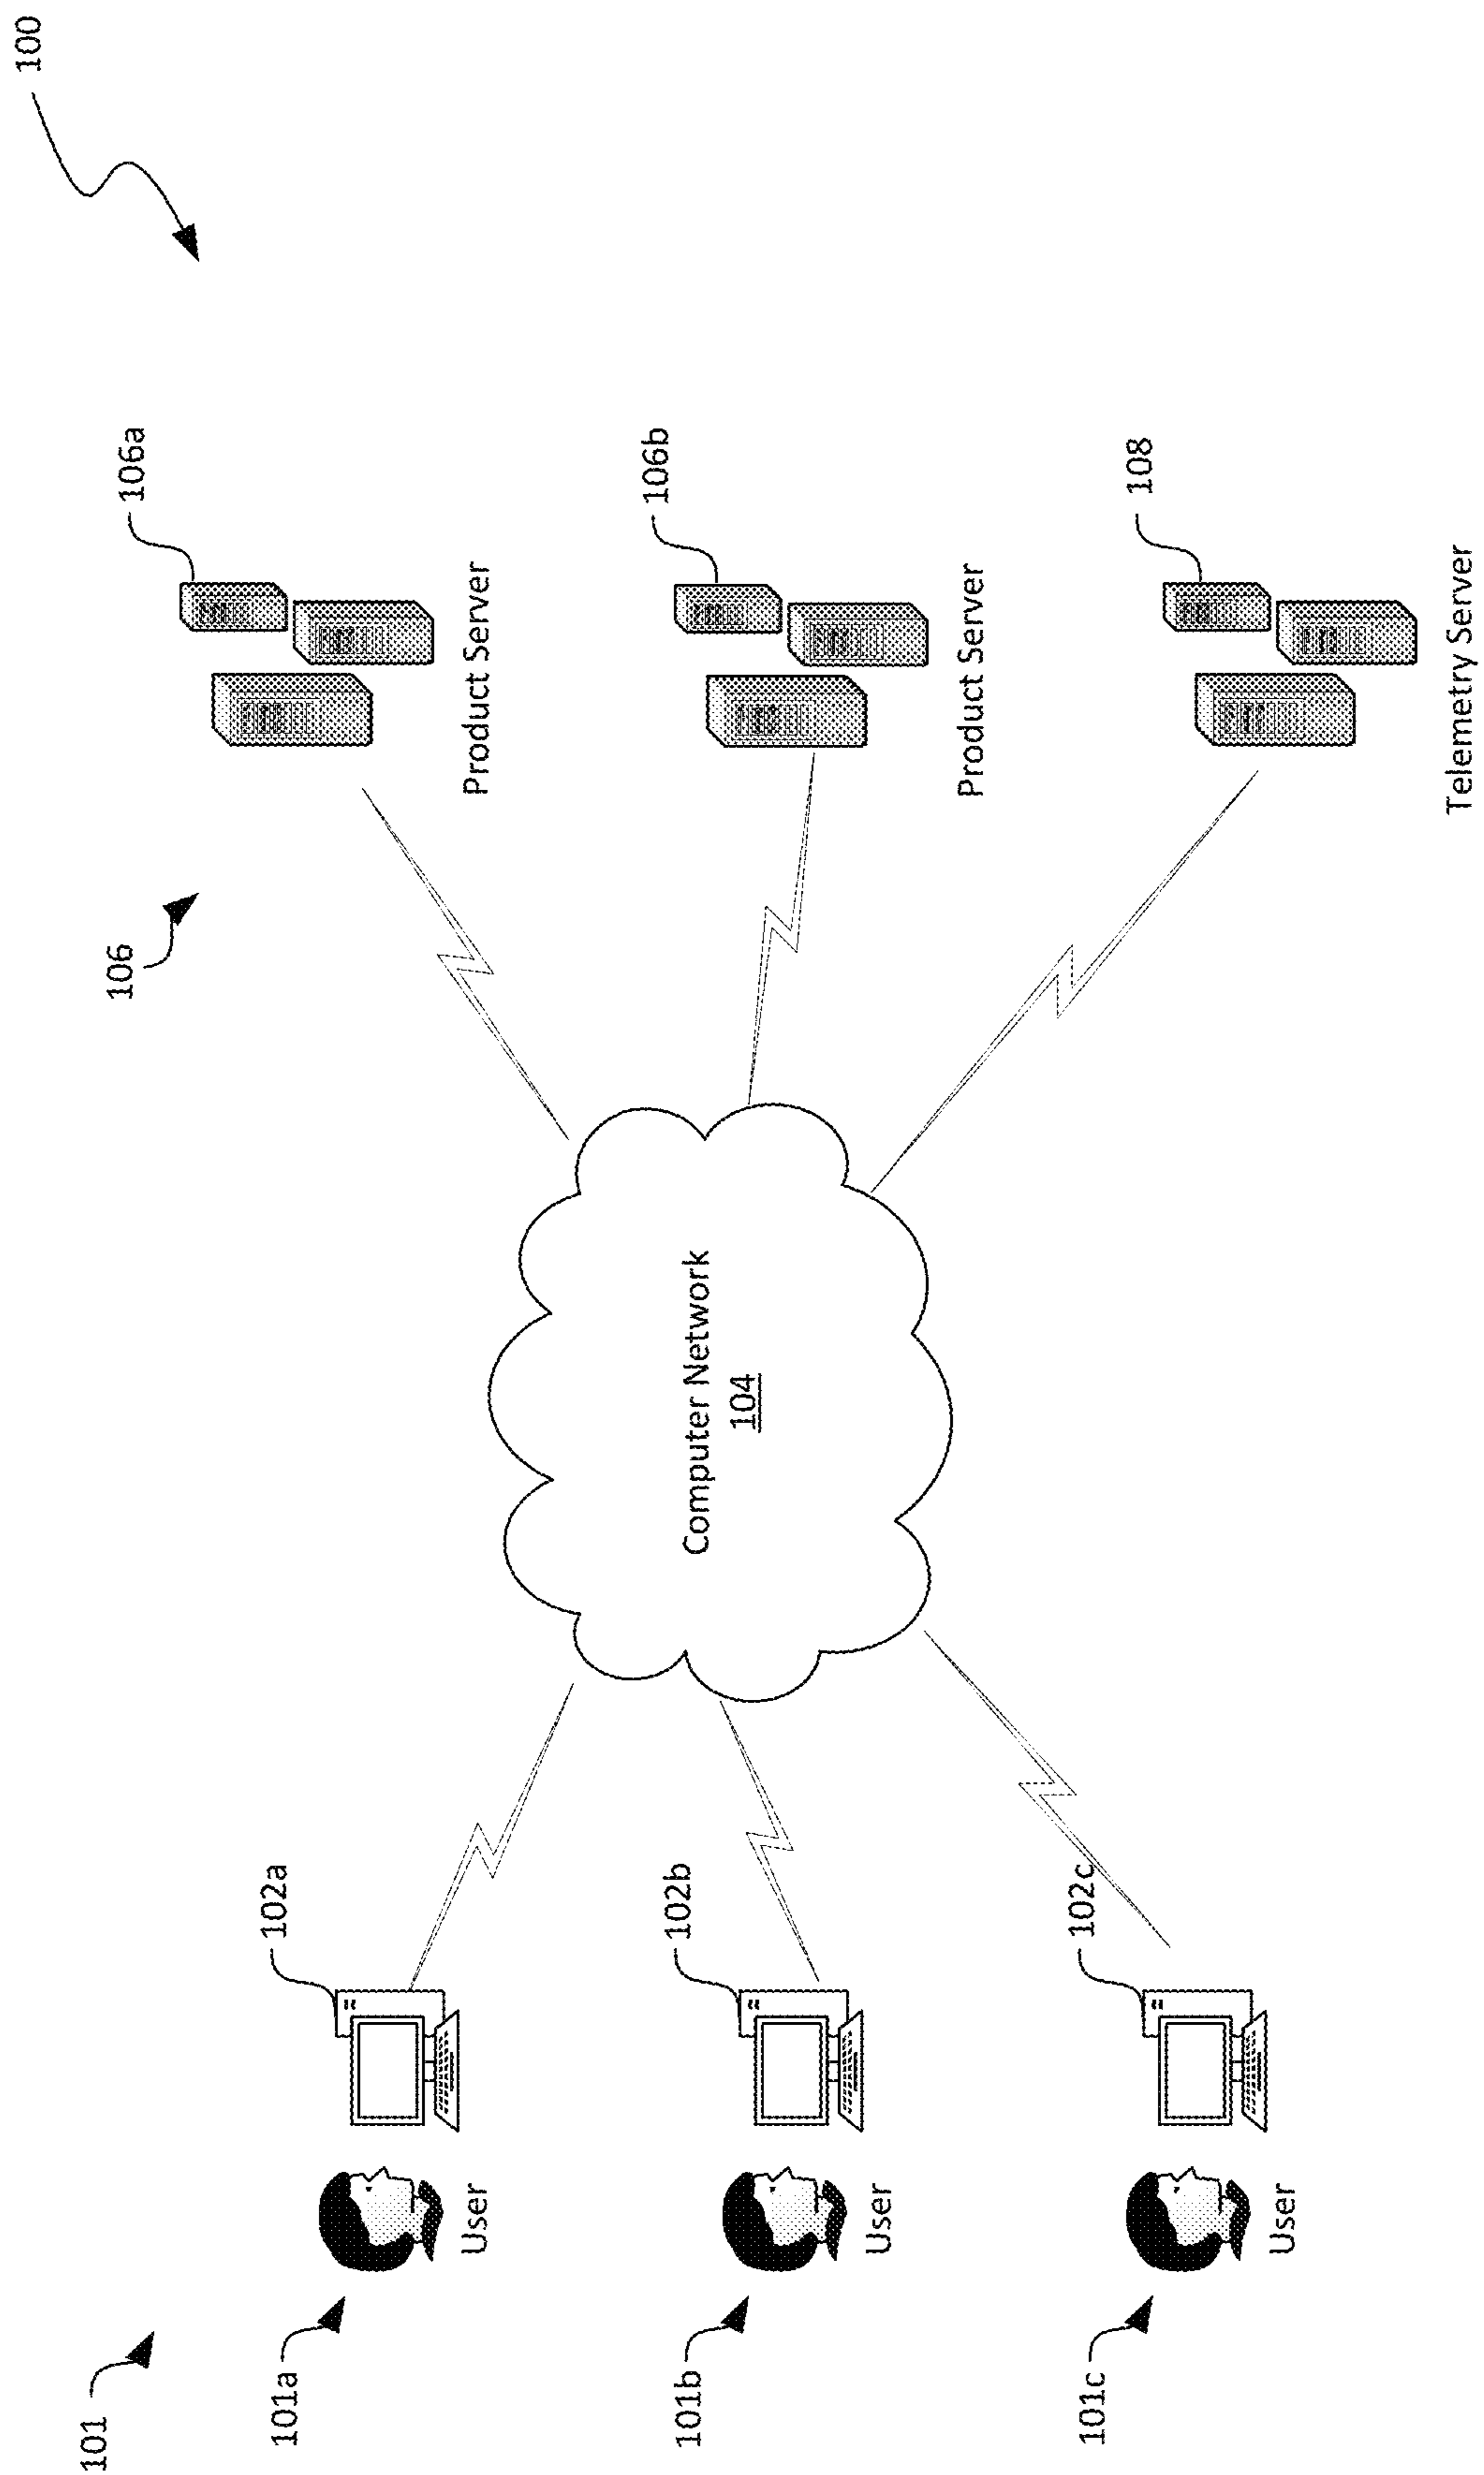 100
101
106
101a
102a
106a
User
Product Server
101b
102b
106b
User
Computer Network
104
Product Server
101c
102c
108
User
Telemetry Server